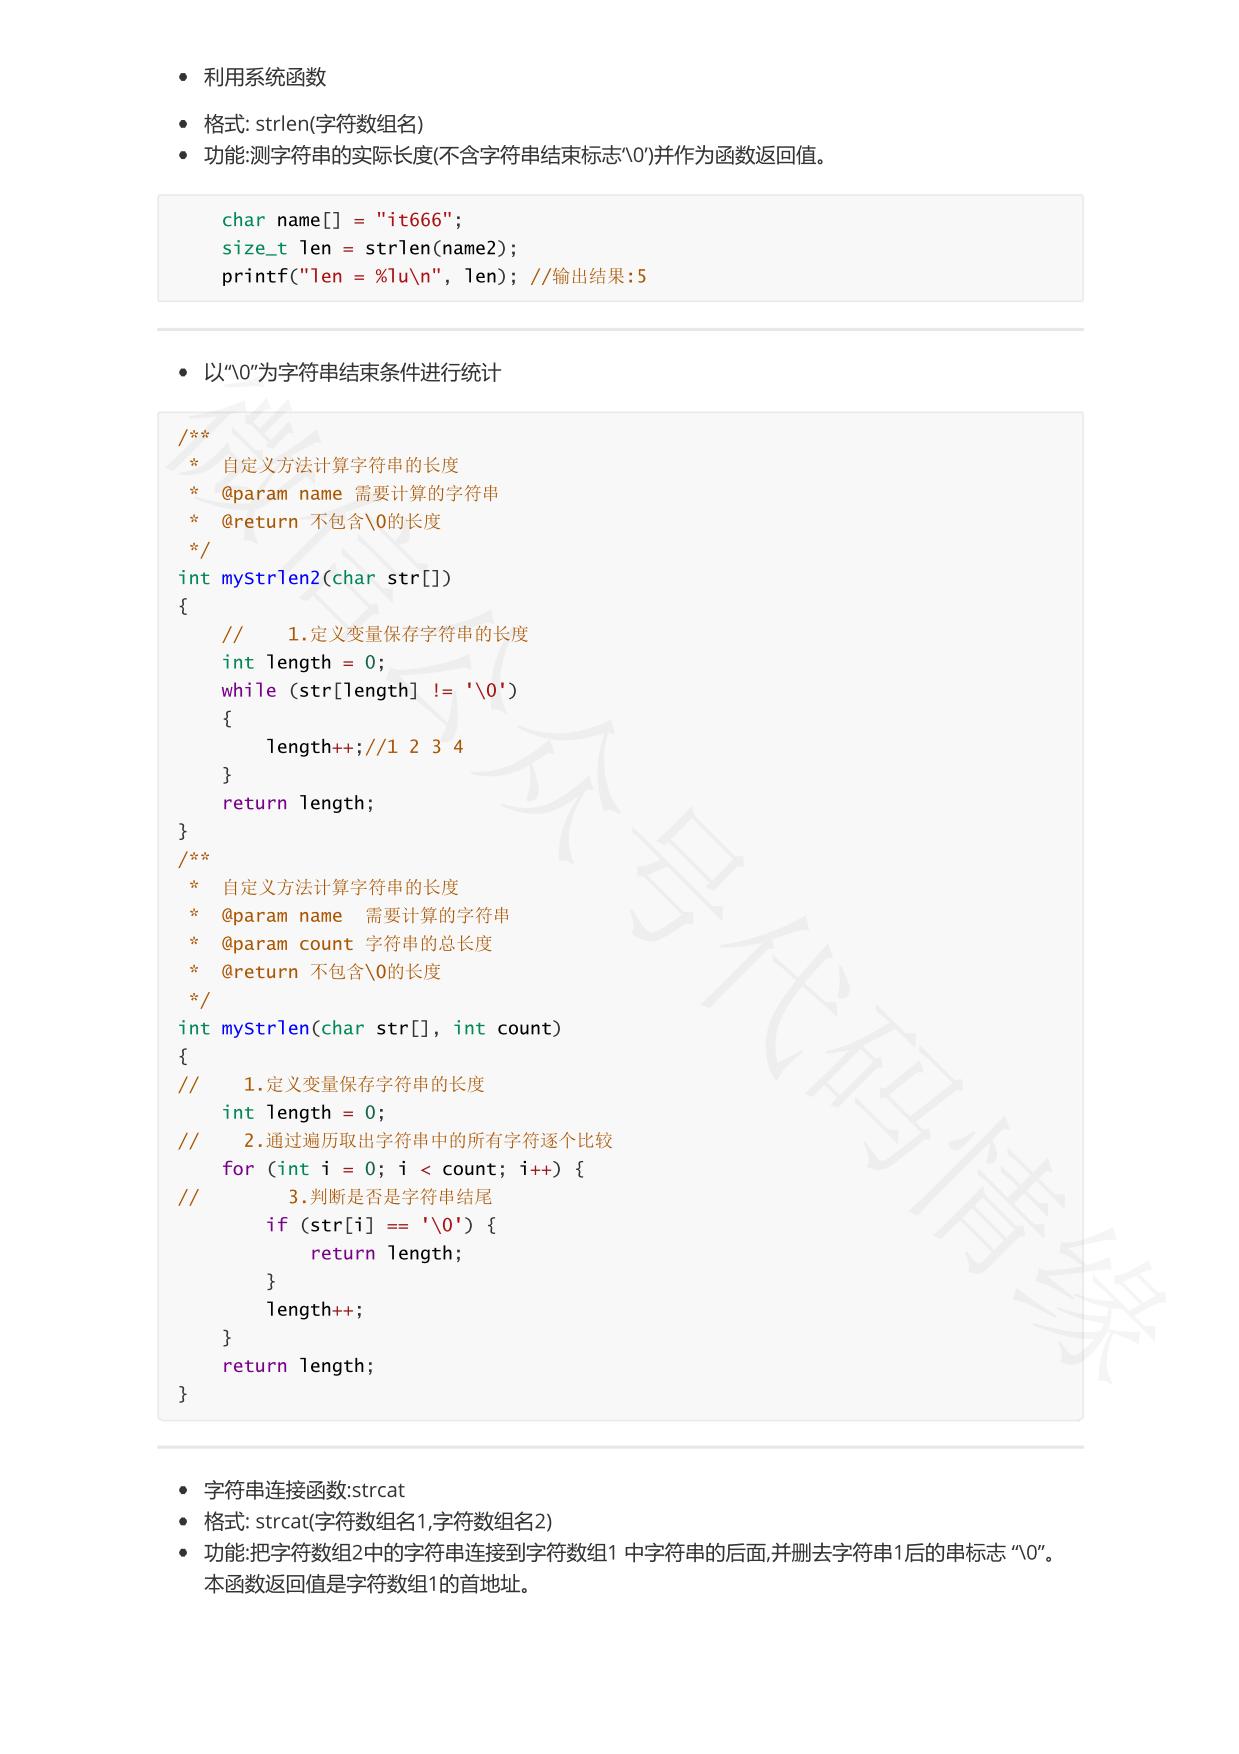 利用系统函数
格式: strlen(字符数组名)
功能:测字符串的实际长度(不含字符串结束标志‘\0’)并作为函数返回值。
char name[] = "it666";
size_t len = strlen(name2);
printf("len = %lu\n", len); //输出结果:5
以“\0”为字符串结束条件进行统计
/**
 *  自定义方法计算字符串的长度
 *  @param name 需要计算的字符串
 *  @return 不包含\0的长度
 */
int myStrlen2(char str[])
{
    //    1.定义变量保存字符串的长度
    int length = 0;
    while (str[length] != '\0')
    {
        length++;//1 2 3 4
    }
    return length;
}
/**
 *  自定义方法计算字符串的长度
 *  @param name  需要计算的字符串
 *  @param count 字符串的总长度
 *  @return 不包含\0的长度
 */
int myStrlen(char str[], int count)
{
//    1.定义变量保存字符串的长度
    int length = 0;
//    2.通过遍历取出字符串中的所有字符逐个比较
    for (int i = 0; i < count; i++) {
//        3.判断是否是字符串结尾
        if (str[i] == '\0') {
            return length;
        }
        length++;
    }
    return length;
}
字符串连接函数:strcat
格式: strcat(字符数组名1,字符数组名2)
功能:把字符数组2中的字符串连接到字符数组1 中字符串的后面,并删去字符串1后的串标志 “\0”。
本函数返回值是字符数组1的首地址。
微信公众号代码情缘